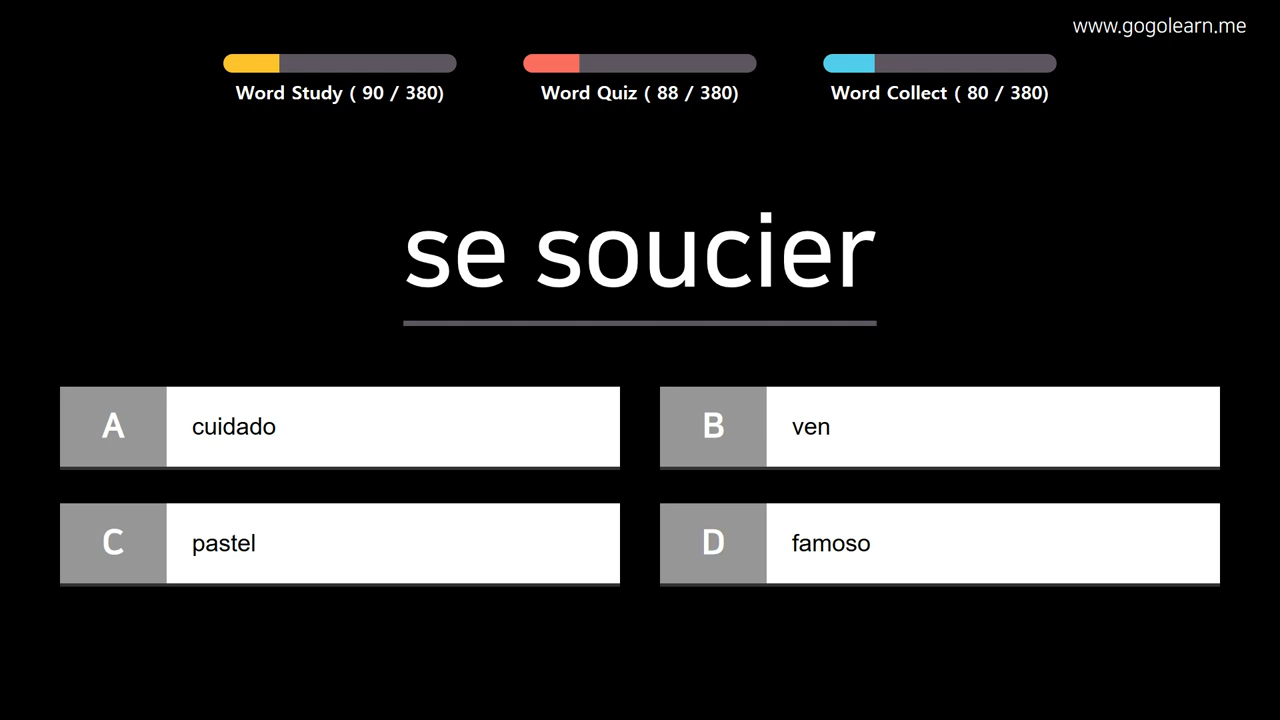 www.gogolearn.me
Word Study ( 90 / 380)
Word Quiz ( 88 / 380)
Word Collect ( 80 / 380)
se soucier
A cuidado
B ven
C pastel
D famoso